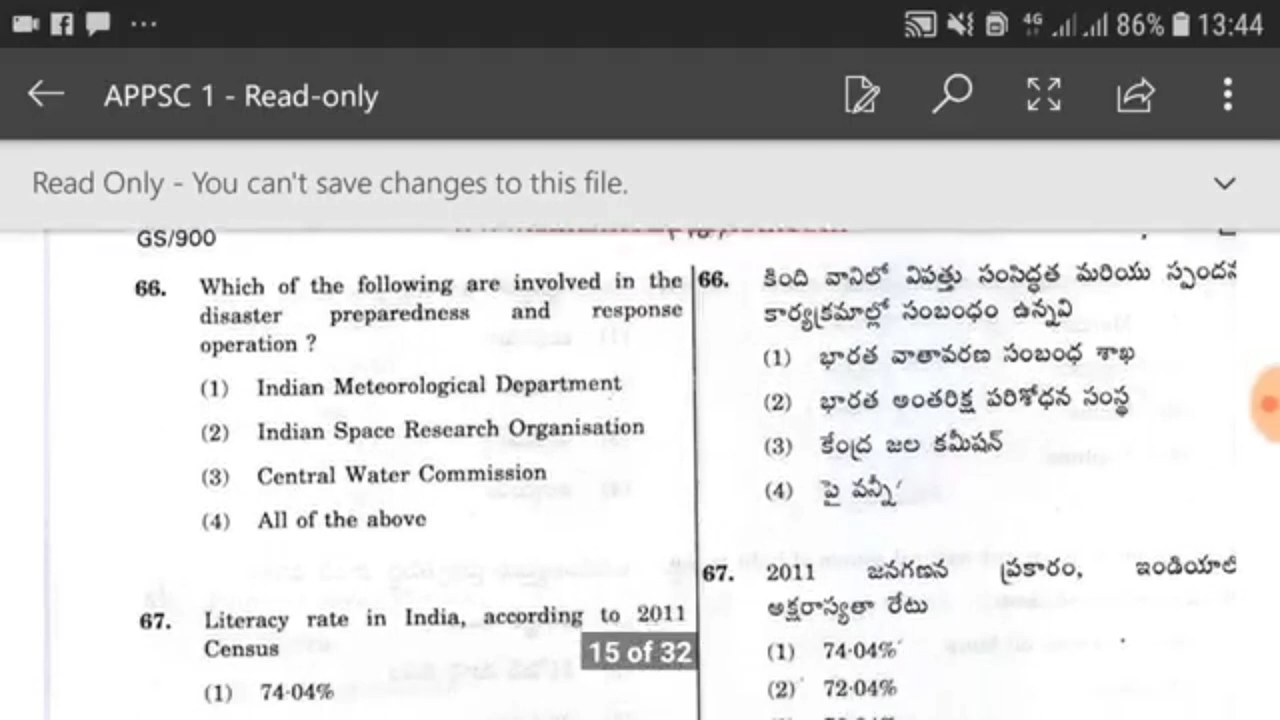 4G 86% 13:44
APPSC 1 - Read-only
Read Only - You can't save changes to this file.
GS/900
66. Which of the following are involved in the
disaster preparedness and response
operation ?
(1) Indian Meteorological Department
(2) Indian Space Research Organisation
(3) Central Water Commission
(4) All of the above
67. Literacy rate in India, according to 2011
Census
(1) 74·04%
15 of 32
66. కింది వానిలో విపత్తు సంసిద్ధత మరియు
కార్యక్రమాల్లో సంబంధం ఉన్నవి
(1) భారత వాతావరణ సంబంధ శాఖ
(2) భారత అంతరిక్ష పరిశోధన సంస్థ
(3) కేంద్ర జల కమీషన్
(4) పై వన్నీ
67. 2011 జనగణన ప్రకారం,
అక్షరాస్యతా రేటు
(1) 74·04%
(2) 72·04%